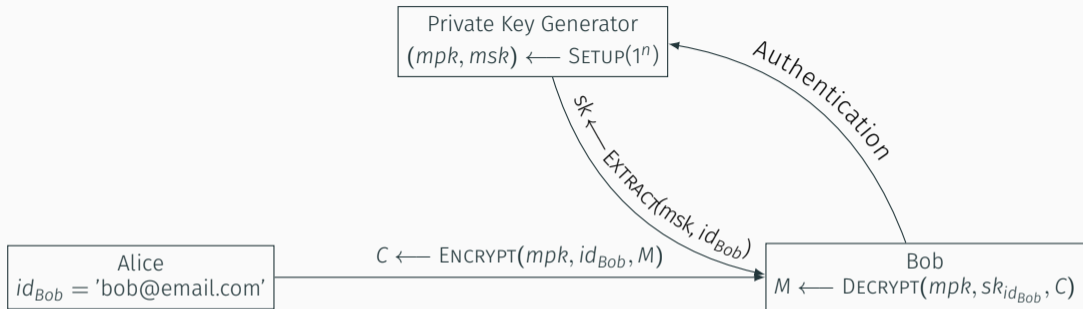 Private Key Generator
(mpk, msk) ⟵ SETUP(1ⁿ)
Authentication
sk ⟵ EXTRACT(msk, id_Bob)
Alice
id_Bob = 'bob@email.com'
C ⟵ ENCRYPT(mpk, id_Bob, M)
Bob
M ⟵ DECRYPT(mpk, sk_id_Bob, C)